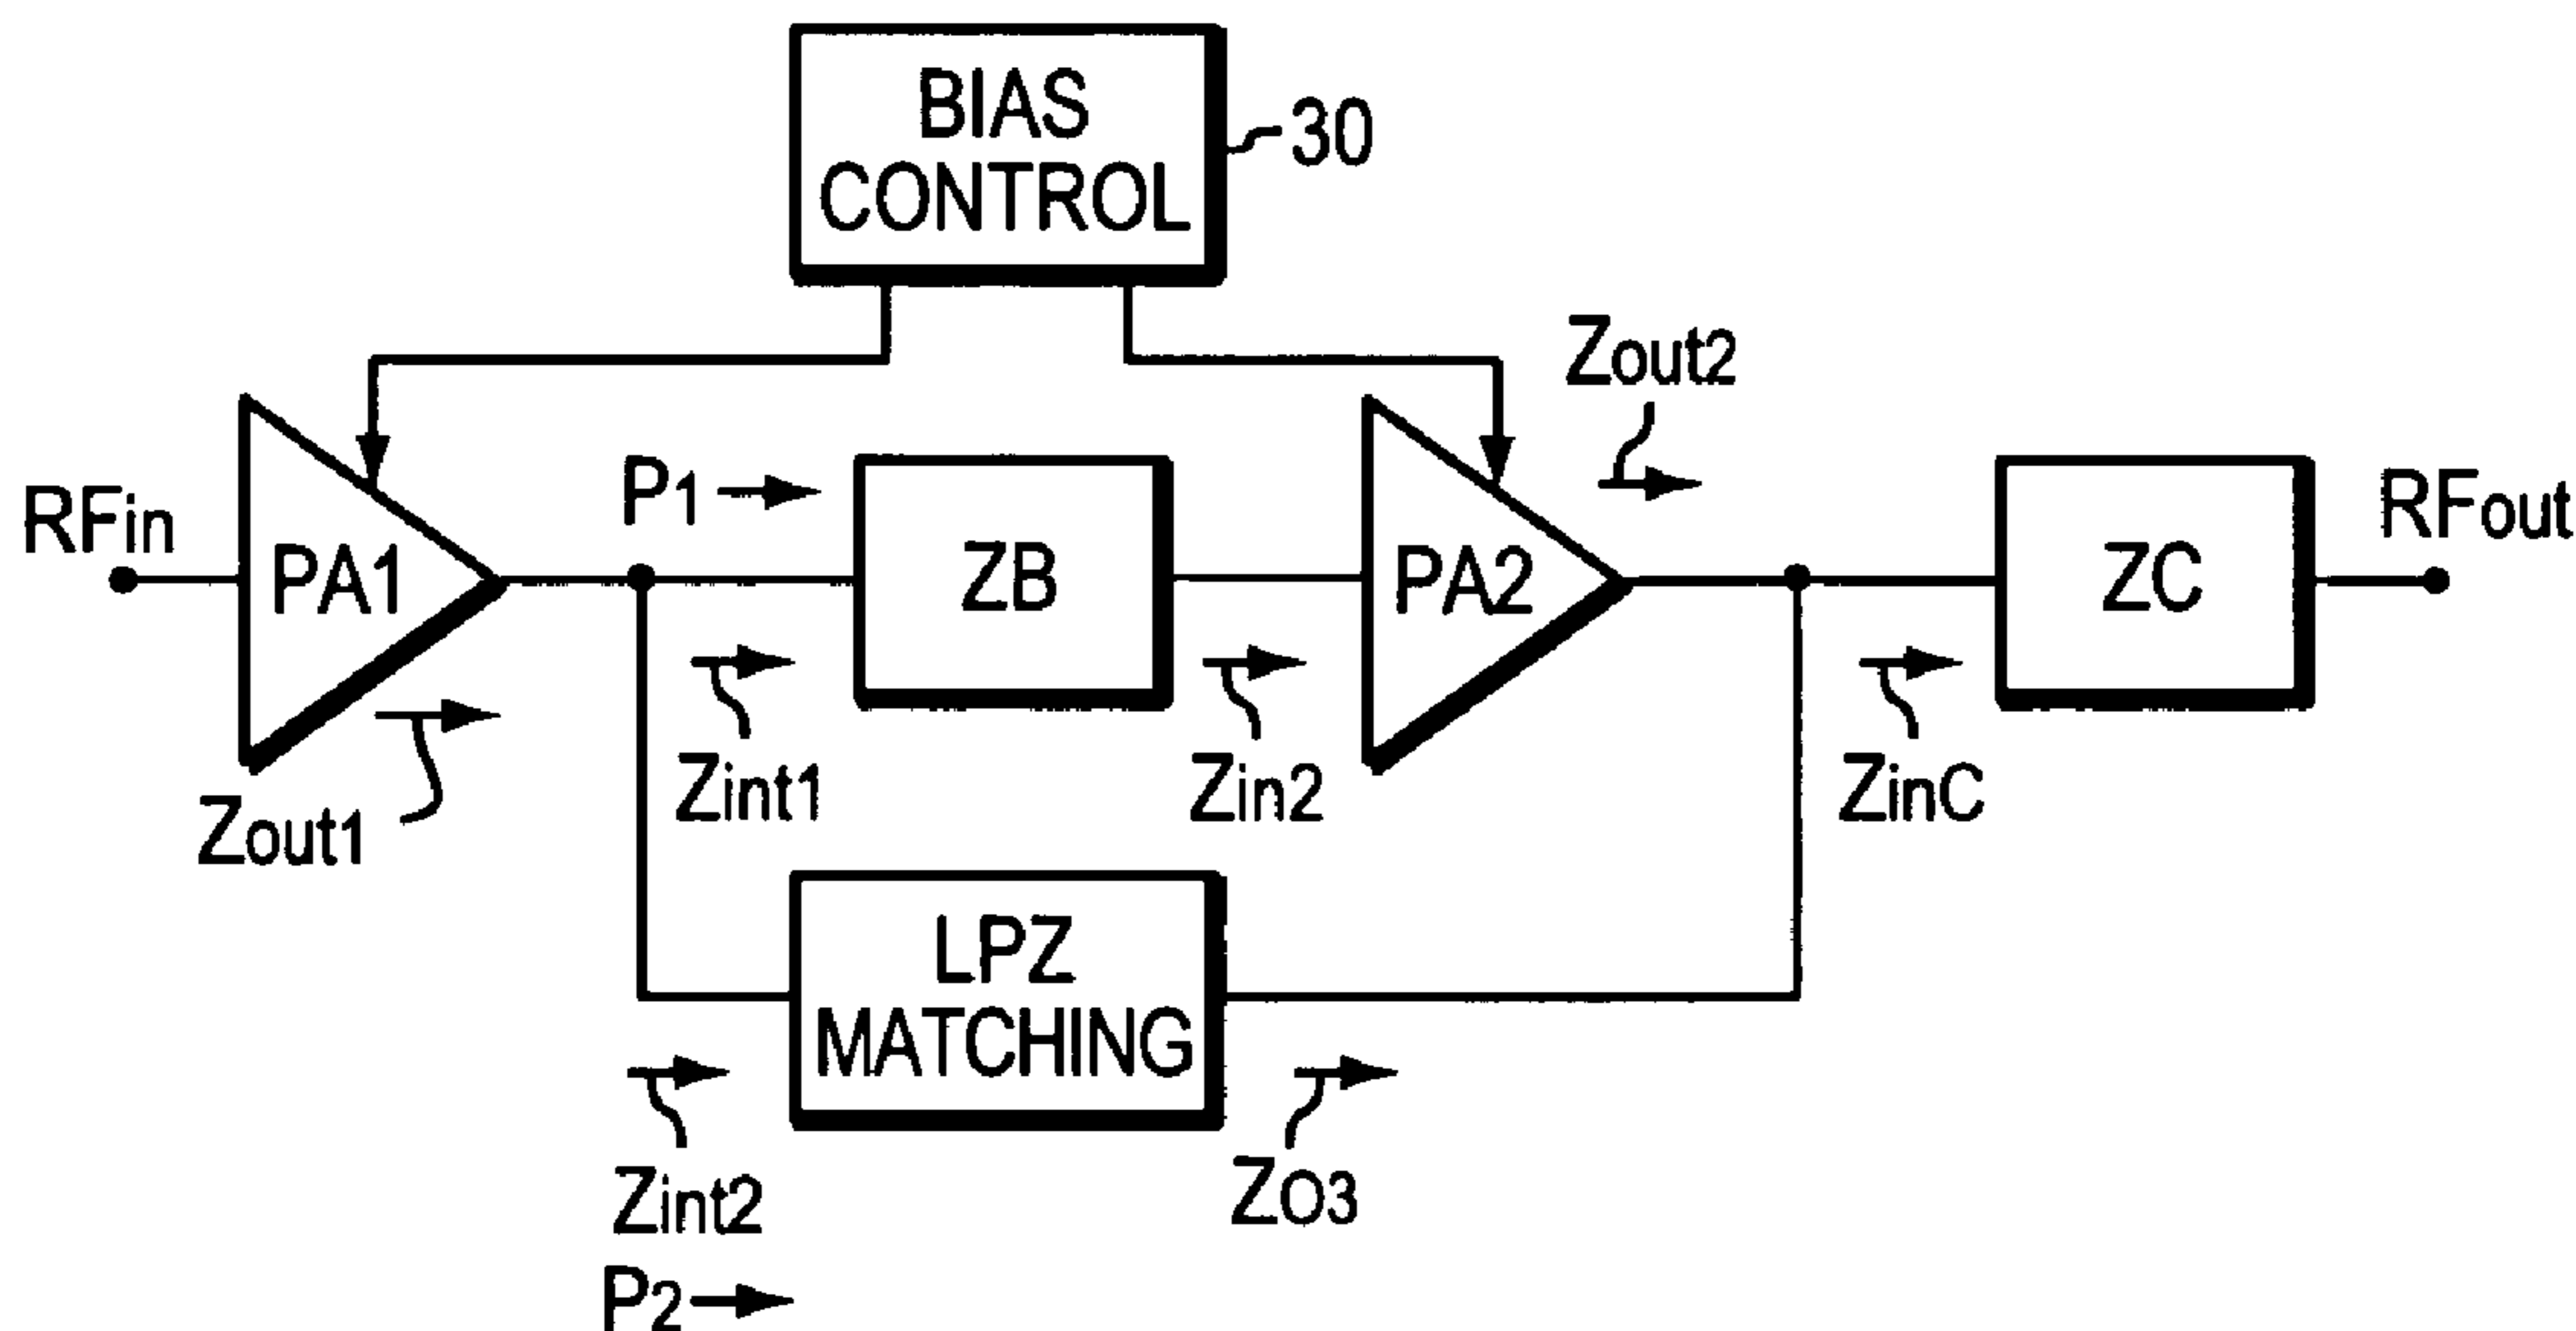 BIAS
CONTROL
30
Zout2
P1
RFin
PA1
ZB
PA2
ZC
RFout
Zout1
Zint1
Zin2
ZinC
LPZ
MATCHING
Zint2
ZO3
P2